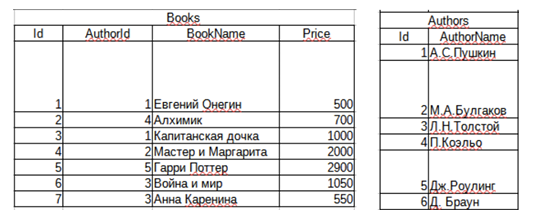 Books
Id AuthorId BookName Price
1 1 Евгений Онегин 500
2 4 Алхимик 700
3 1 Капитанская дочка 1000
4 2 Мастер и Маргарита 2000
5 5 Гарри Поттер 2900
6 3 Война и мир 1050
7 3 Анна Каренина 550
Authors
Id AuthorName
1 А.С.Пушкин
2 М.А.Булгаков
3 Л.Н.Толстой
4 П.Коэльо
5 Дж.Роулинг
6 Д. Браун